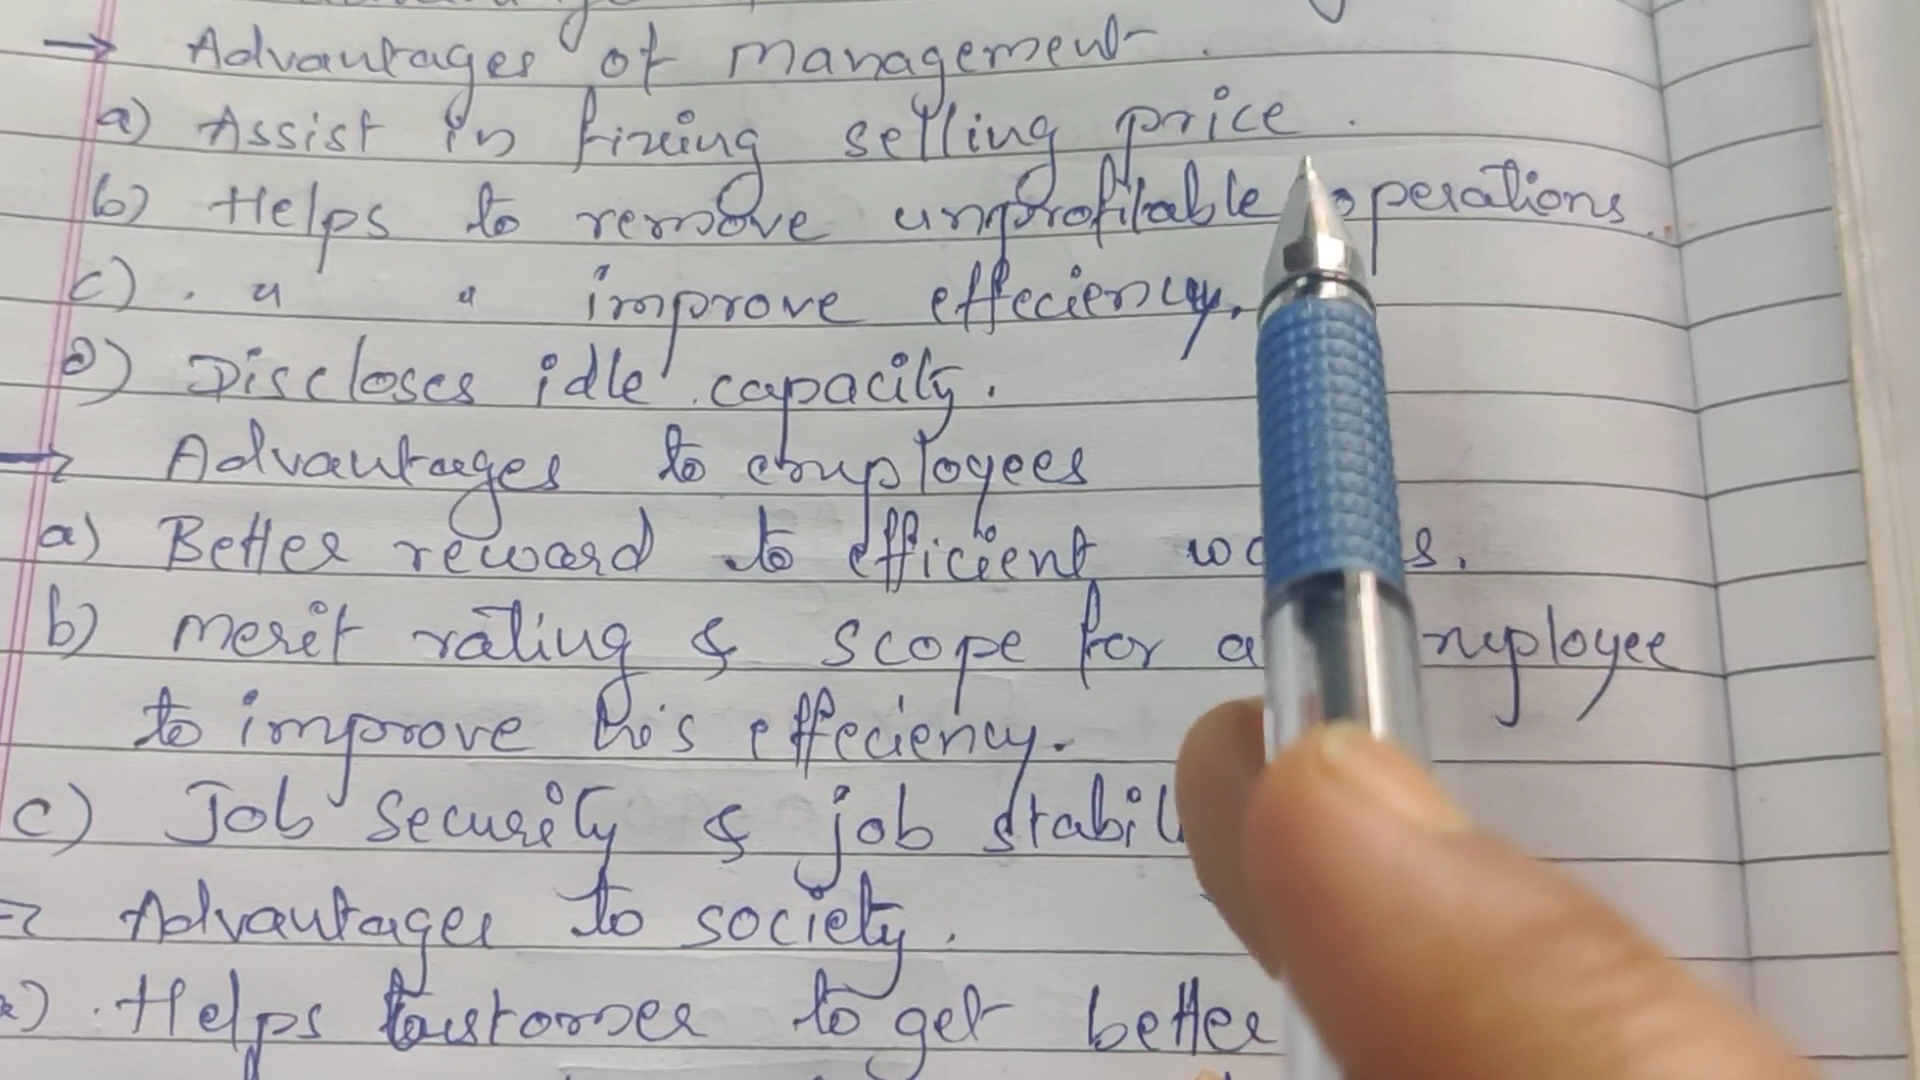 → Advantages of management.
a) Assist in fixing selling price.
b) Helps to remove unprofitable operations.
c) " " improve effeciency.
d) Discloses idle capacity.
→ Advantages to employees
a) Better reward to efficient
b) Merit rating & scope for employee
to improve his effeciency.
c) Job security & job
→ Advantages to society.
a) Helps customer to get better